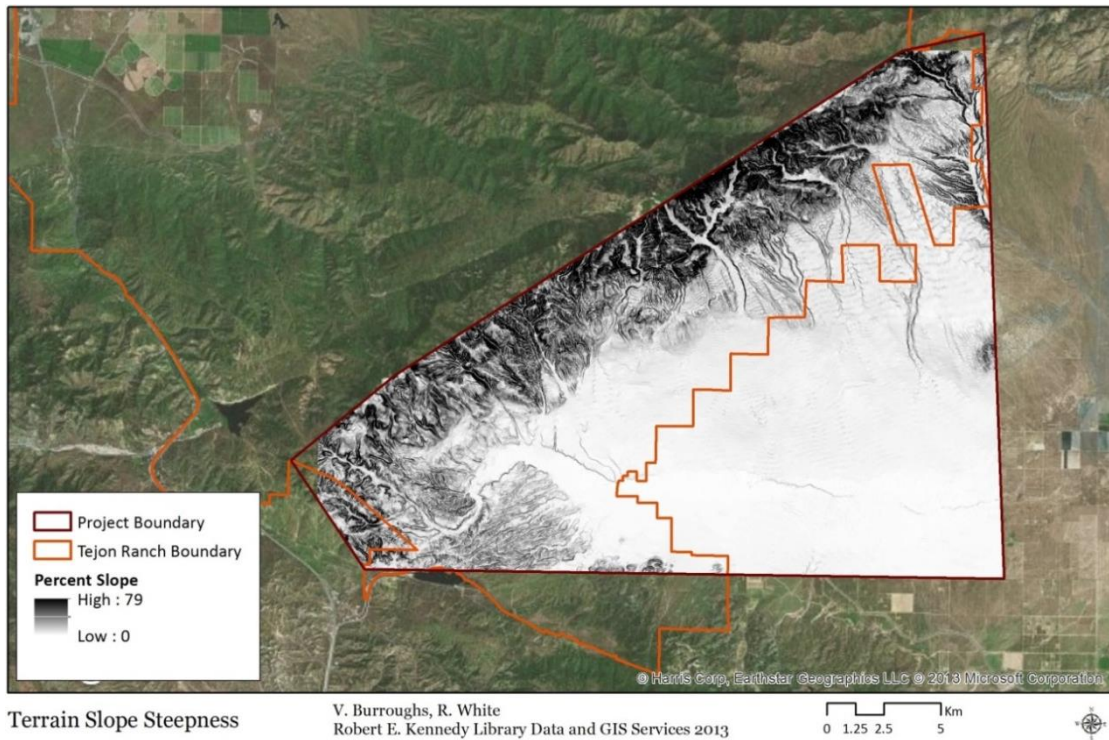 Project Boundary
Tejon Ranch Boundary
Percent Slope
High : 79
Low : 0
© Harris Corp, Earthstar Geographics LLC © 2013 Microsoft Corporation
Terrain Slope Steepness
V. Burroughs, R. White
Robert E. Kennedy Library Data and GIS Services 2013
Km
0 1.25 2.5 5